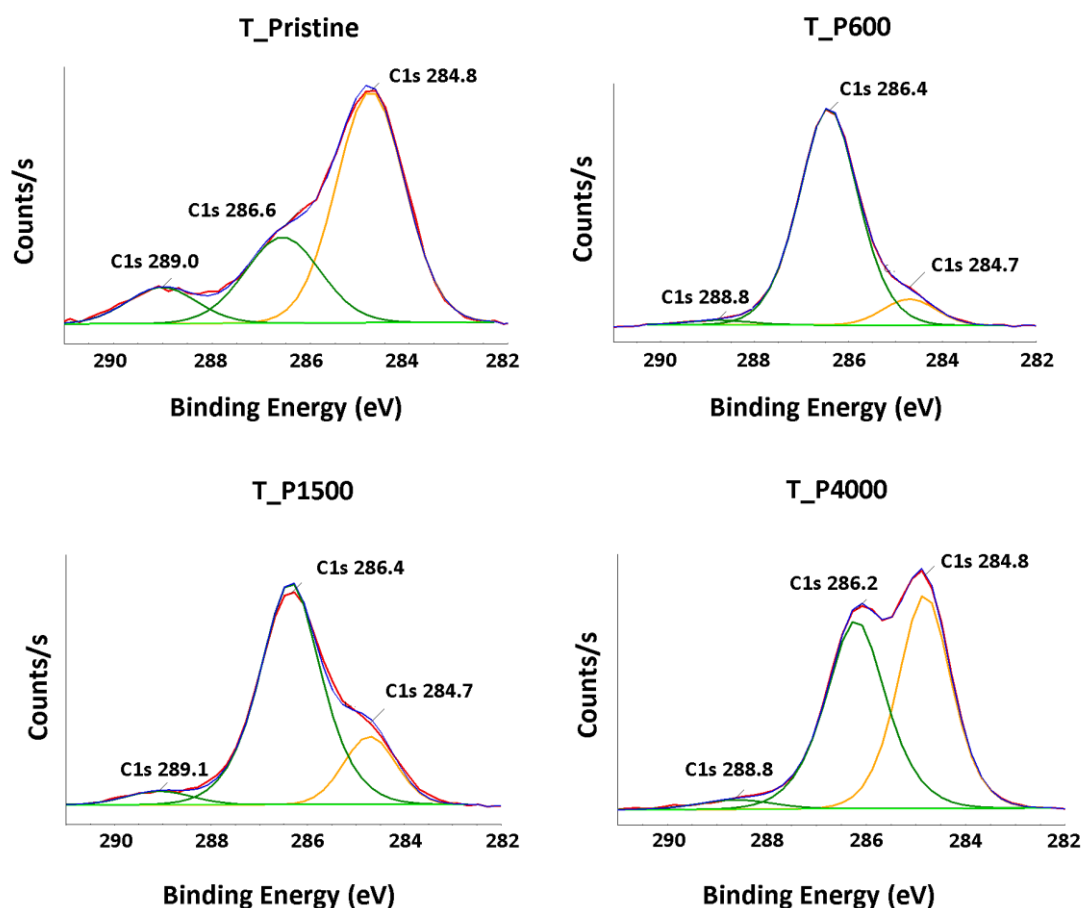 T_Pristine
C1s 284.8
C1s 286.6
C1s 289.0
Counts/s
290 288 286 284 282
Binding Energy (eV)
T_P600
C1s 286.4
C1s 284.7
C1s 288.8
Counts/s
290 288 286 284 282
Binding Energy (eV)
T_P1500
C1s 286.4
C1s 284.7
C1s 289.1
Counts/s
290 288 286 284 282
Binding Energy (eV)
T_P4000
C1s 284.8
C1s 286.2
C1s 288.8
Counts/s
290 288 286 284 282
Binding Energy (eV)